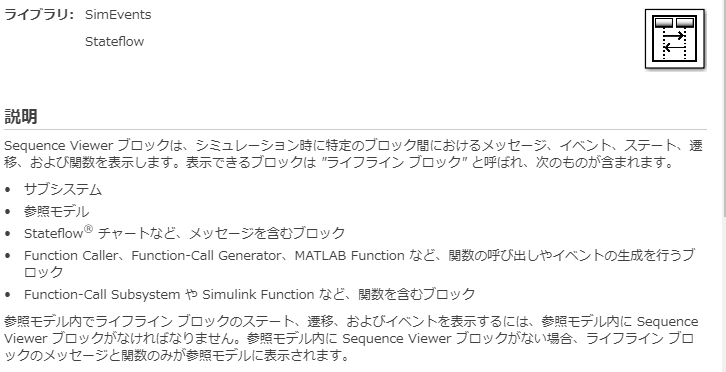 ライブラリ: SimEvents
Stateflow
説明
Sequence Viewer ブロックは、シミュレーション時に特定のブロック間におけるメッセージ、イベント、ステート、遷
移、および関数を表示します。表示できるブロックは "ライフライン ブロック" と呼ばれ、次のものが含まれます。
• サブシステム
• 参照モデル
• Stateflow® チャートなど、メッセージを含むブロック
• Function Caller、Function-Call Generator、MATLAB Function など、関数の呼び出しやイベントの生成を行うブ
ロック
• Function-Call Subsystem や Simulink Function など、関数を含むブロック
参照モデル内でライフライン ブロックのステート、遷移、およびイベントを表示するには、参照モデル内に Sequence
Viewer ブロックがなければなりません。参照モデル内に Sequence Viewer ブロックがない場合、ライフライン ブロ
ックのメッセージと関数のみが参照モデルに表示されます。